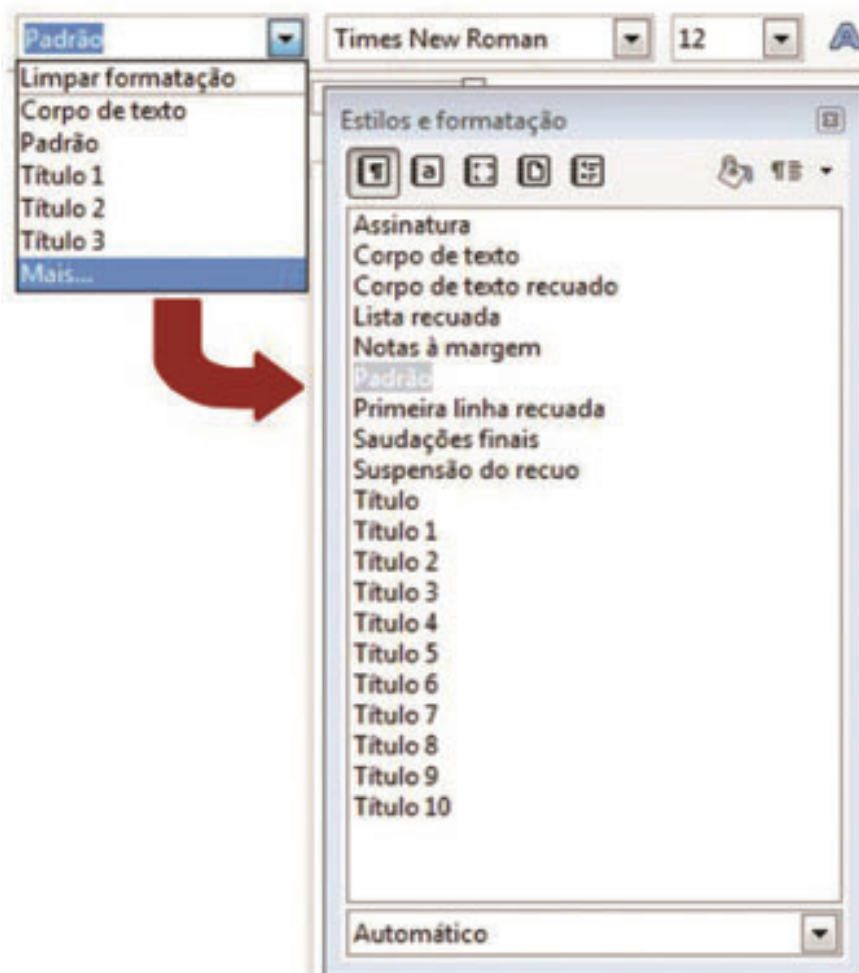 Padrão
Times New Roman
12
Limpar formatação
Corpo de texto
Padrão
Título 1
Título 2
Título 3
Mais...
Estilos e formatação
Assinatura
Corpo de texto
Corpo de texto recuado
Lista recuada
Notas à margem
Padrão
Primeira linha recuada
Saudações finais
Suspensão do recuo
Título
Título 1
Título 2
Título 3
Título 4
Título 5
Título 6
Título 7
Título 8
Título 9
Título 10
Automático